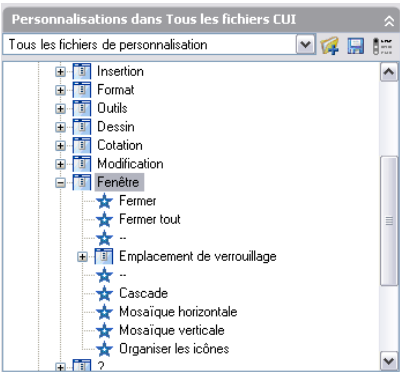 Personnalisations dans Tous les fichiers CUI
Tous les fichiers de personnalisation
Insertion
Format
Outils
Dessin
Cotation
Modification
Fenêtre
Fermer
Fermer tout
--
Emplacement de verrouillage
--
Cascade
Mosaïque horizontale
Mosaïque verticale
Organiser les icônes
?